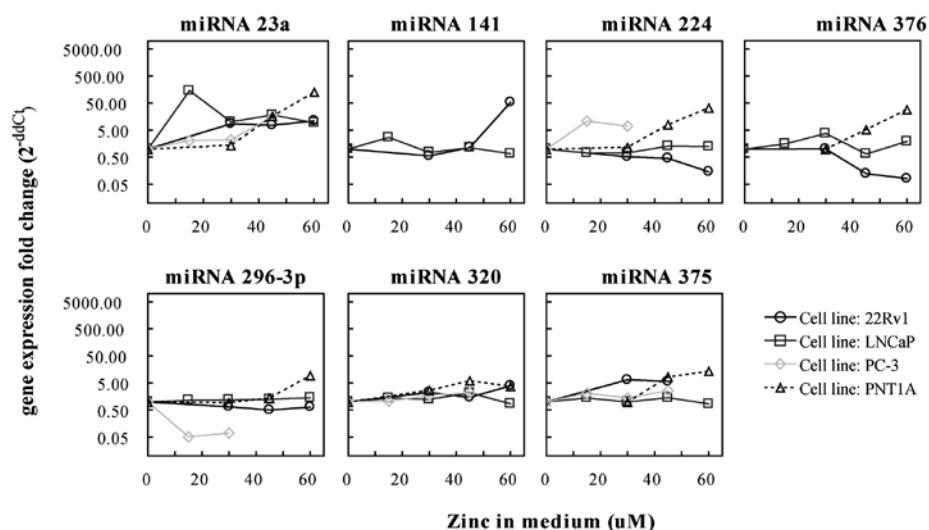 miRNA 23a miRNA 141 miRNA 224 miRNA 376
5000.00
500.00
50.00
5.00
0.50
0.05
0 20 40 60 0 20 40 60 0 20 40 60 0 20 40 60
gene expression fold change (2^-ddCt)
miRNA 296-3p miRNA 320 miRNA 375
5000.00
500.00
50.00
5.00
0.50
0.05
0 20 40 60 0 20 40 60 0 20 40 60
Cell line: 22Rv1
Cell line: LNCaP
Cell line: PC-3
Cell line: PNT1A
Zinc in medium (uM)